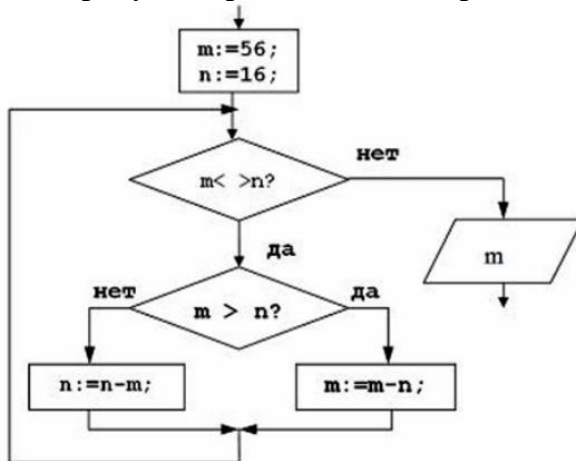 m:=56;
n:=16;
нет
m< >n?
m
да
нет
да
m > n?
n:=n-m;
m:=m-n;